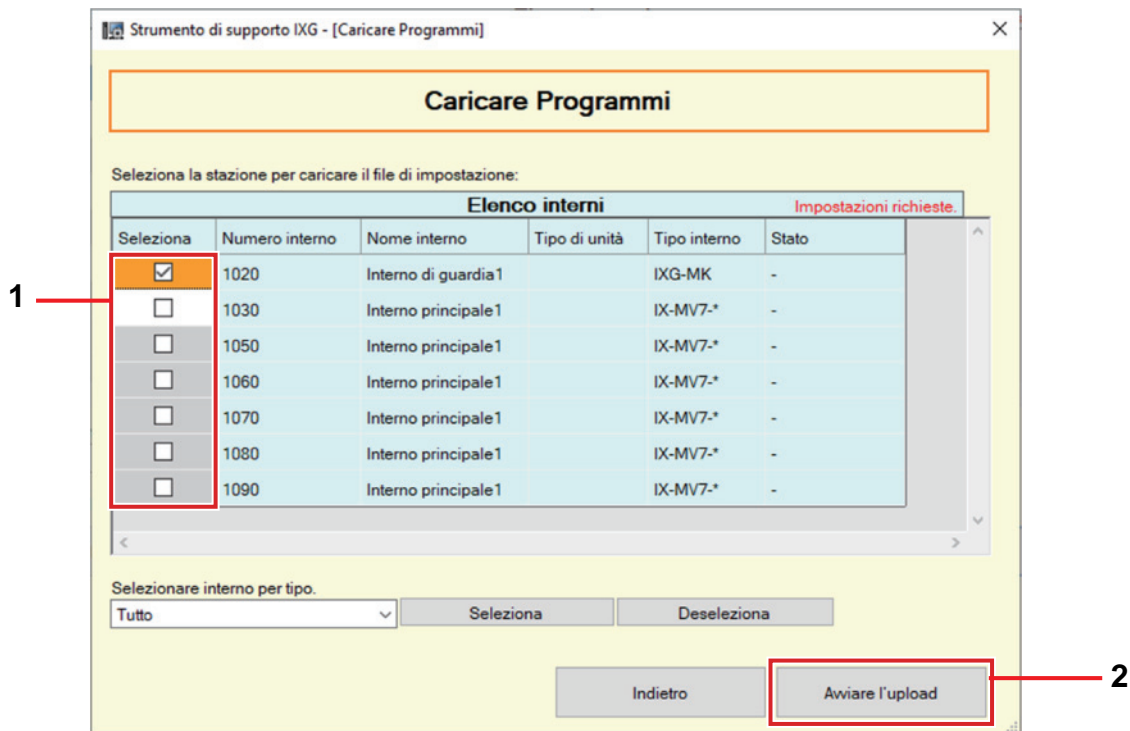 Strumento di supporto IXG - [Caricare Programmi]
Caricare Programmi
Seleziona la stazione per caricare il file di impostazione:
Elenco interni Impostazioni richieste.
Seleziona Numero interno Nome interno Tipo di unità Tipo interno Stato
1020 Interno di guardia1 IXG-MK -
1
1030 Interno principale1 IX-MV7-* -
1050 Interno principale1 IX-MV7-* -
1060 Interno principale1 IX-MV7-* -
1070 Interno principale1 IX-MV7-* -
1080 Interno principale1 IX-MV7-* -
1090 Interno principale1 IX-MV7-* -
Selezionare interno per tipo.
Tutto Seleziona Deseleziona
Indietro Avviare l'upload 2